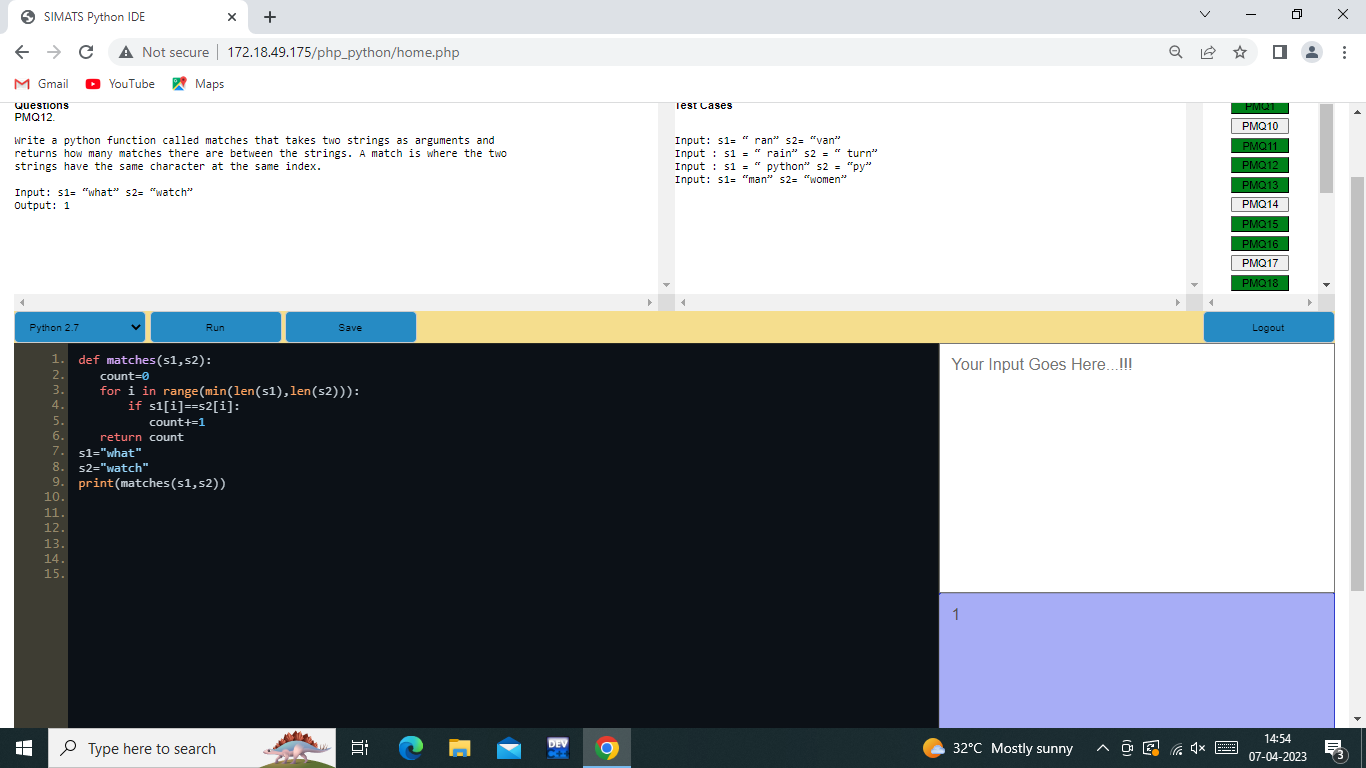 SIMATS Python IDE
Not secure
172.18.49.175/php_python/home.php
Gmail
YouTube
Maps
Questions
PMQ12.
Write a python function called matches that takes two strings as arguments and
returns how many matches there are between the strings. A match is where the two
strings have the same character at the same index.
Input: s1= “what” s2= “watch”
Output: 1
Test Cases
Input: s1= “ ran” s2= “van”
Input : s1 = “ rain” s2 = “ turn”
Input : s1 = “ python” s2 = “py”
Input: s1= “man” s2= “women”
PMQ1
PMQ10
PMQ11
PMQ12
PMQ13
PMQ14
PMQ15
PMQ16
PMQ17
PMQ18
Python 2.7
Run
Save
Logout
1. def matches(s1,s2):
2. count=0
3. for i in range(min(len(s1),len(s2))):
4. if s1[i]==s2[i]:
5. count+=1
6. return count
7. s1="what"
8. s2="watch"
9. print(matches(s1,s2))
10.
11.
12.
13.
14.
15.
Your Input Goes Here...!!!
1
Type here to search
DEV
32°C Mostly sunny
14:54
07-04-2023
3